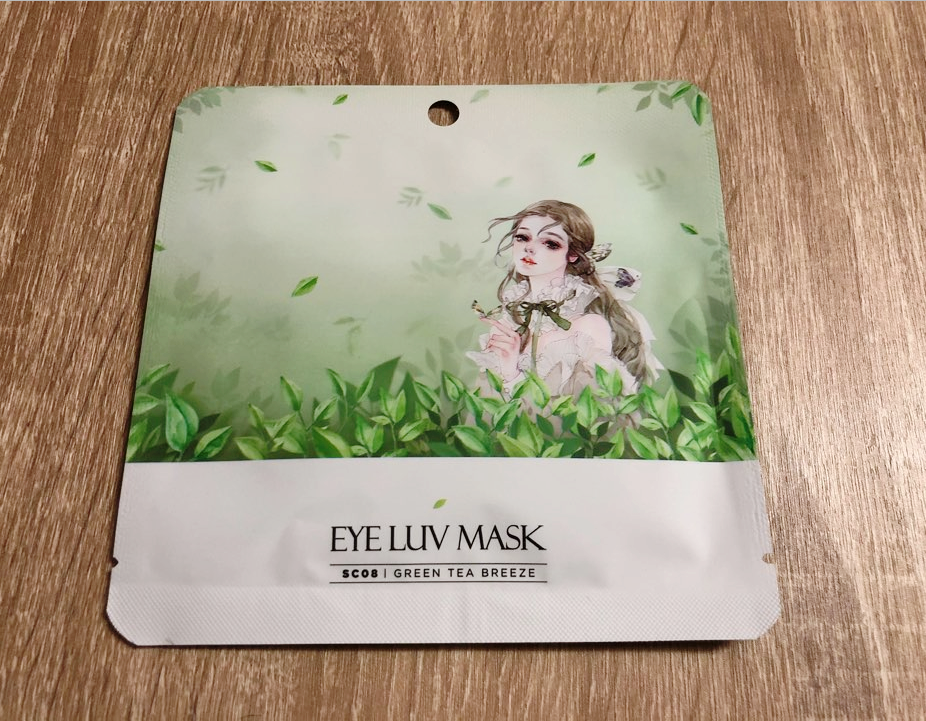 EYE LUV MASK
SC08 | GREEN TEA BREEZE